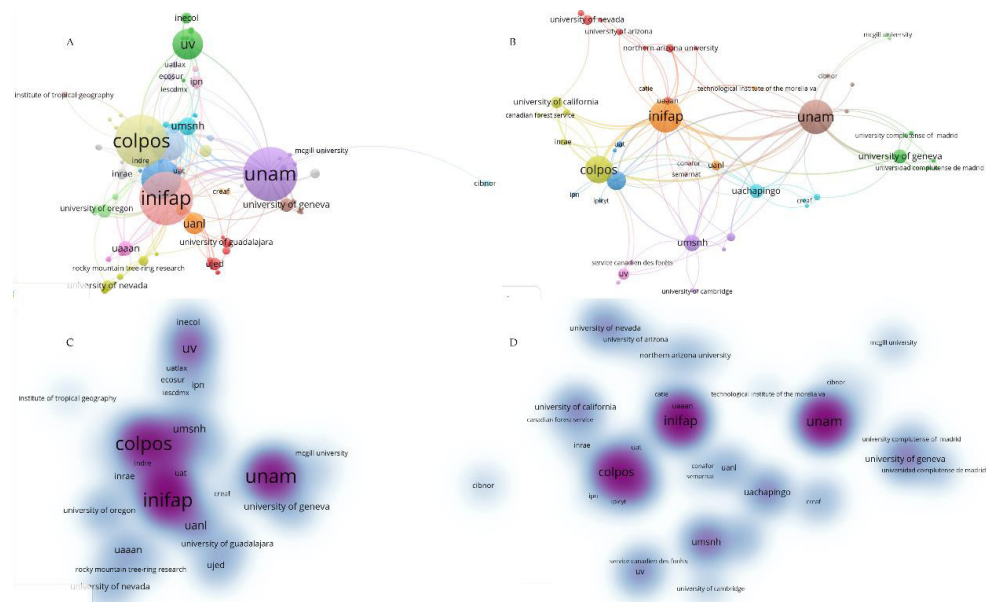 A
inecol
uv
uatlax
ecosur
ipn
iescdmx
institute of tropical geography
umsnh
colpos
indre
mcgill university
inrae
uat
unam
cibnor
creaf
inifap
university of oregon
university of geneva
uanl
uaaan
university of guadalajara
ujed
rocky mountain tree-ring research
university of nevada
B
university of nevada
university of arizona
northern arizona university
mcgill university
cibnor
catie
technological institute of the morelia va
university of california
uaaan
canadian forest service
inifap
unam
university complutense of madrid
inrae
uat
university of geneva
conafor
uanl
colpos
semarnat
universidad complutense de madrid
ipn
ipicyt
uachapingo
creaf
umsnh
service canadien des forêts
uv
university of cambridge
C
inecol
uv
uatlax
ecosur
ipn
iescdmx
institute of tropical geography
umsnh
colpos
indre
mcgill university
inrae
uat
unam
cibnor
creaf
inifap
university of oregon
university of geneva
uanl
uaaan
university of guadalajara
ujed
rocky mountain tree-ring research
university of nevada
D
university of nevada
university of arizona
northern arizona university
mcgill university
cibnor
catie
technological institute of the morelia va
university of california
uaaan
canadian forest service
inifap
unam
university complutense of madrid
inrae
uat
university of geneva
conafor
uanl
colpos
semarnat
universidad complutense de madrid
ipn
ipicyt
uachapingo
creaf
umsnh
service canadien des forêts
uv
university of cambridge